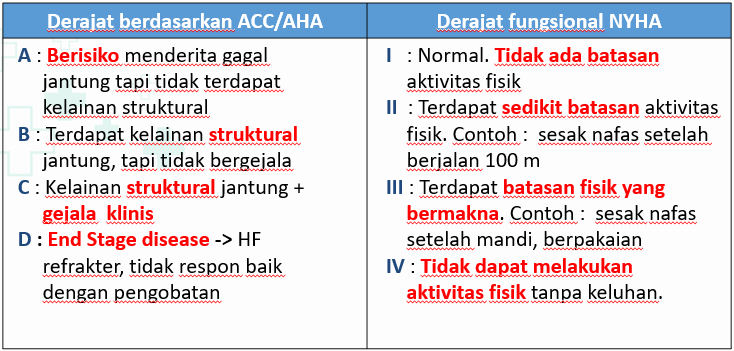 Derajat berdasarkan ACC/AHA
A : Berisiko menderita gagal
jantung tapi tidak terdapat
kelainan struktural
B : Terdapat kelainan struktural
jantung, tapi tidak bergejala
C : Kelainan struktural jantung +
gejala klinis
D : End Stage disease -> HF
refrakter, tidak respon baik
dengan pengobatan
Derajat fungsional NYHA
I : Normal. Tidak ada batasan
aktivitas fisik
II : Terdapat sedikit batasan aktivitas
fisik. Contoh : sesak nafas setelah
berjalan 100 m
III : Terdapat batasan fisik yang
bermakna. Contoh : sesak nafas
setelah mandi, berpakaian
IV : Tidak dapat melakukan
aktivitas fisik tanpa keluhan.